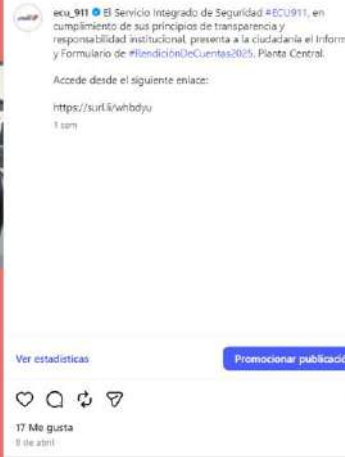 ecu_911 El Servicio Integrado de Seguridad #ECU911, en
cumplimiento de sus principios de transparencia y
responsabilidad institucional, presenta a la ciudadanía el Inform
y Formulario de #RendiciónDeCuentas2025, Planta Central.
Accede desde el siguiente enlace:
https://surl.li/whbdyu
1 sem
Ver estadísticas
Promocionar publicació
17 Me gusta
8 de abril